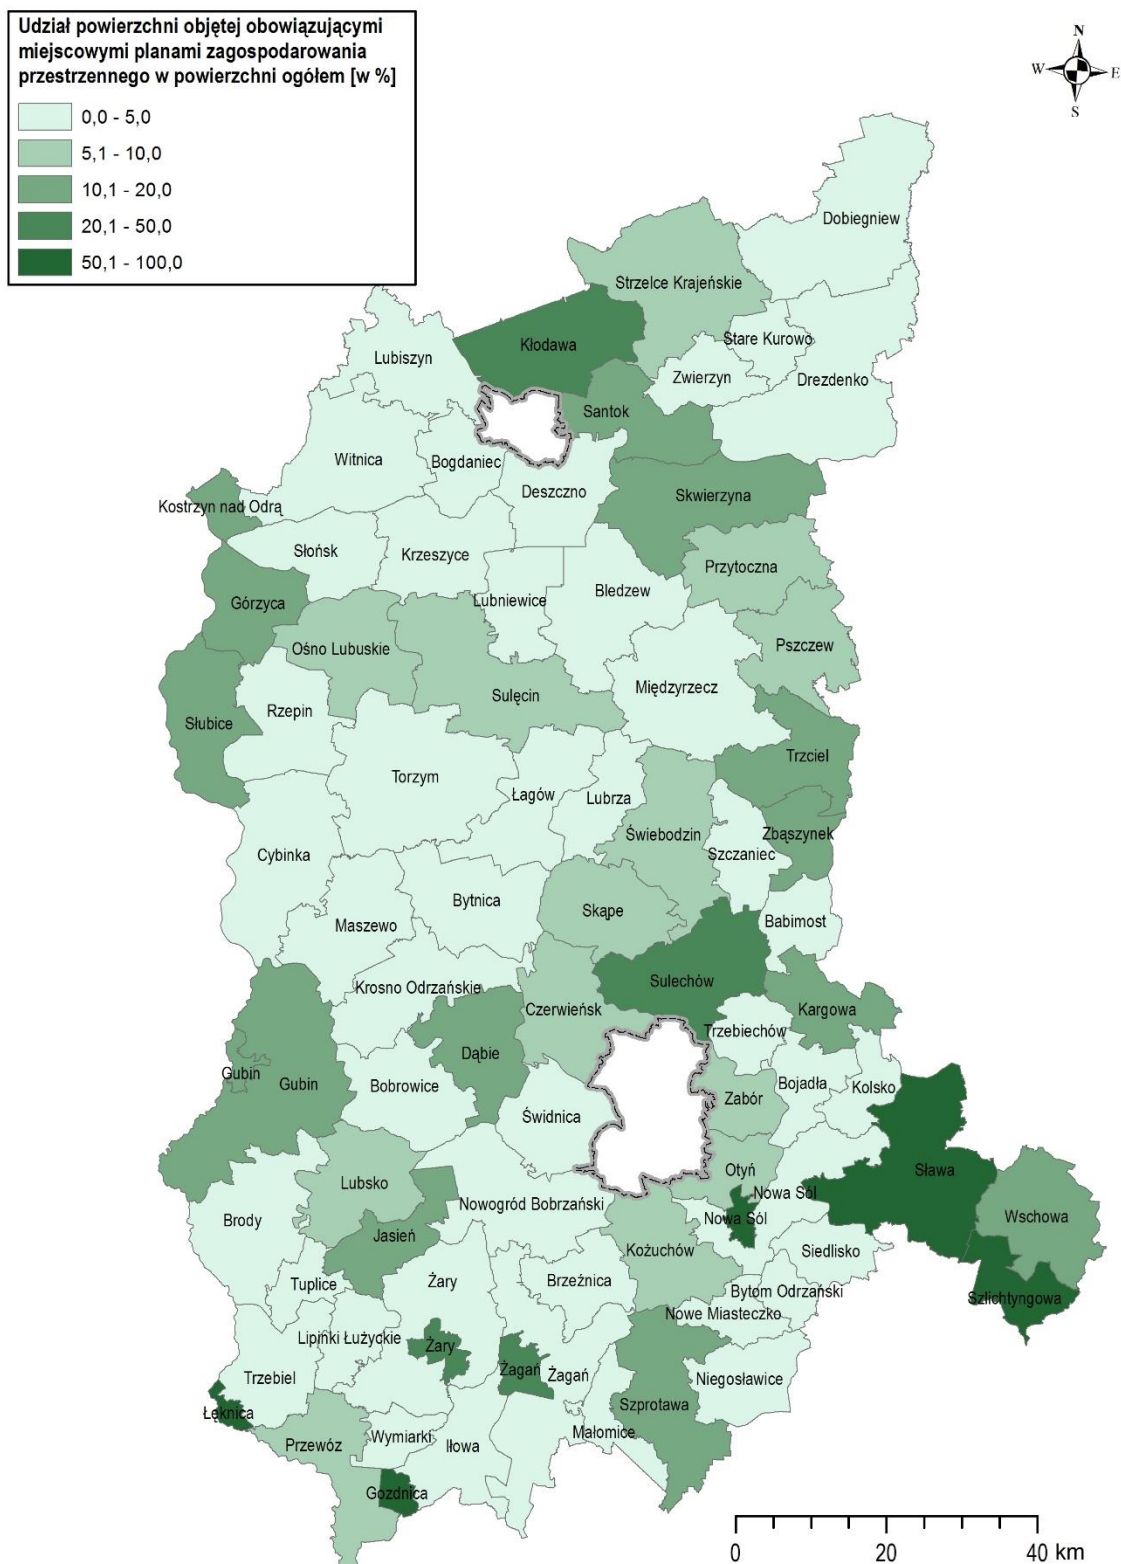 Udział powierzchni objętej obowiązującymi
miejscowymi planami zagospodarowania
przestrzennego w powierzchni ogółem [w %]
0,0 - 5,0
5,1 - 10,0
10,1 - 20,0
20,1 - 50,0
50,1 - 100,0
N
W E
S
Dobiegniew
Strzelce Krajeńskie
Stare Kurowo
Kłodawa
Lubiszyn
Zwierzyn
Drezdenko
Santok
Witnica
Bogdaniec
Deszczno
Skwierzyna
Kostrzyn nad Odrą
Słońsk
Krzeszyce
Przytoczna
Bledzew
Lubniewice
Górzyca
Ośno Lubuskie
Pszczew
Międzyrzecz
Sulęcin
Rzepin
Słubice
Trzciel
Torzym
Łagów
Lubrza
Świebodzin
Zbąszynek
Szczaniec
Cybinka
Bytnica
Skąpe
Babimost
Maszewo
Sulechów
Krosno Odrzańskie
Czerwieńsk
Kargowa
Trzebiechów
Dąbie
Gubin
Gubin
Bobrowice
Bojadła
Kolsko
Zabór
Świdnica
Otyń
Sława
Lubsko
Nowa Sól
Nowogród Bobrzański
Nowa Sól
Wschowa
Brody
Jasień
Kożuchów
Siedlisko
Tuplice
Żary
Brzeźnica
Bytom Odrzański
Szlichtyngowa
Nowe Miasteczko
Lipinki Łużyckie
Żary
Trzebiel
Żagań
Żagań
Niegosławice
Szprotawa
Łęknica
Małomice
Przewóz
Wymiarki
Iłowa
Gozdnica
0 20 40 km